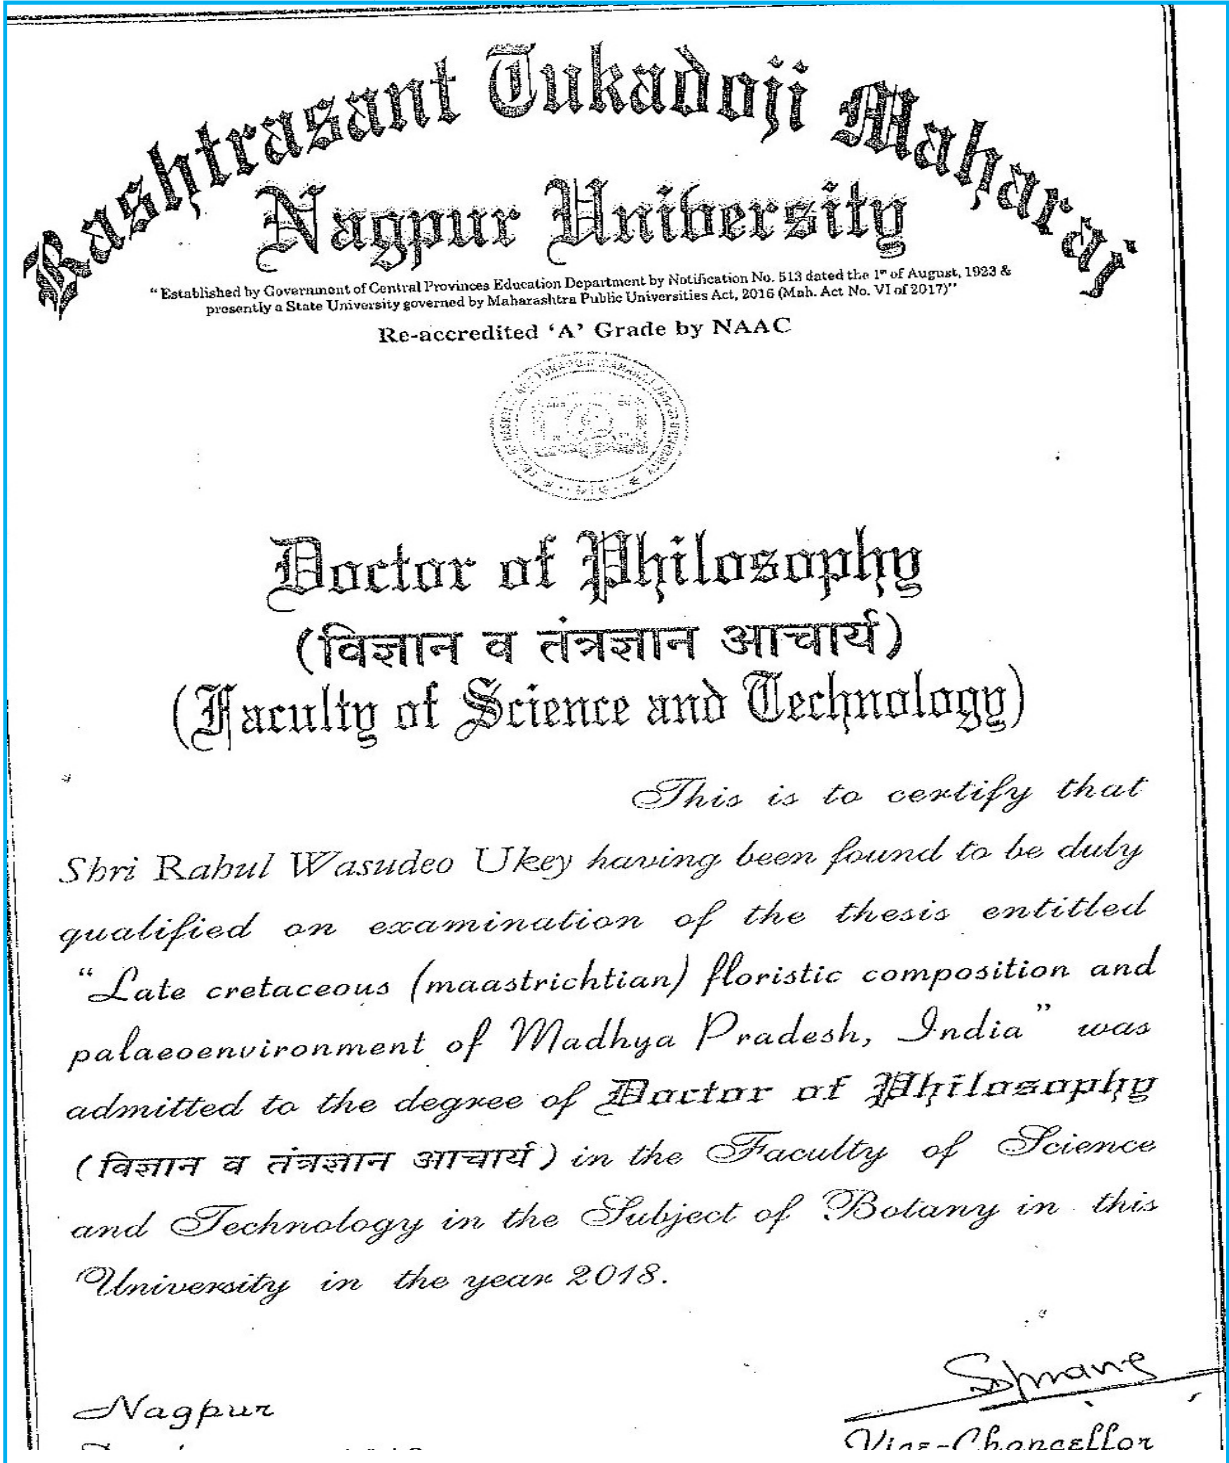 Rashtrasant Tukadoji Maharaj
Nagpur University
"Established by Government of Central Provinces Education Department by Notification No. 513 dated the 1st of August, 1923 &
presently a State University governed by Maharashtra Public Universities Act, 2016 (Mah. Act No. VI of 2017)"
Re-accredited 'A' Grade by NAAC
Doctor of Philosophy
(विज्ञान व तंत्रज्ञान आचार्य)
(Faculty of Science and Technology)
This is to certify that
Shri Rahul Wasudeo Ukey having been found to be duly
qualified on examination of the thesis entitled
"Late cretaceous (maastrichtian) floristic composition and
palaeoenvironment of Madhya Pradesh, India" was
admitted to the degree of Doctor of Philosophy
(विज्ञान व तंत्रज्ञान आचार्य) in the Faculty of Science
and Technology in the Subject of Botany in this
University in the year 2018.
Nagpur
Vice-Chancellor